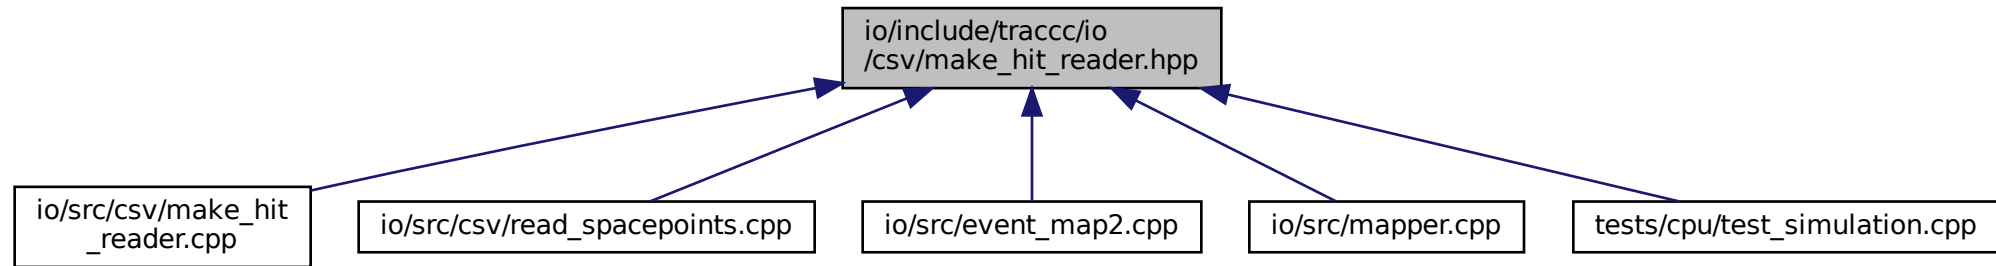 io/include/traccc/io
/csv/make_hit_reader.hpp
io/src/csv/make_hit
_reader.cpp
io/src/csv/read_spacepoints.cpp
io/src/event_map2.cpp
io/src/mapper.cpp
tests/cpu/test_simulation.cpp